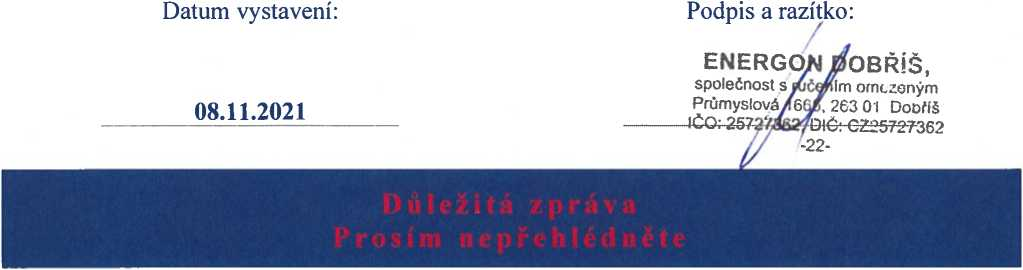 Datum vystavení: Podpis a razítko:
ENERGON DOBŘÍŠ,
společnost s ručením omezeným
Průmyslová 1665, 263 01 Dobříš
08.11.2021
IČO: 25727362, DIČ: CZ25727362
-22-
Důležitá zpráva
Prosím nepřehlédněte